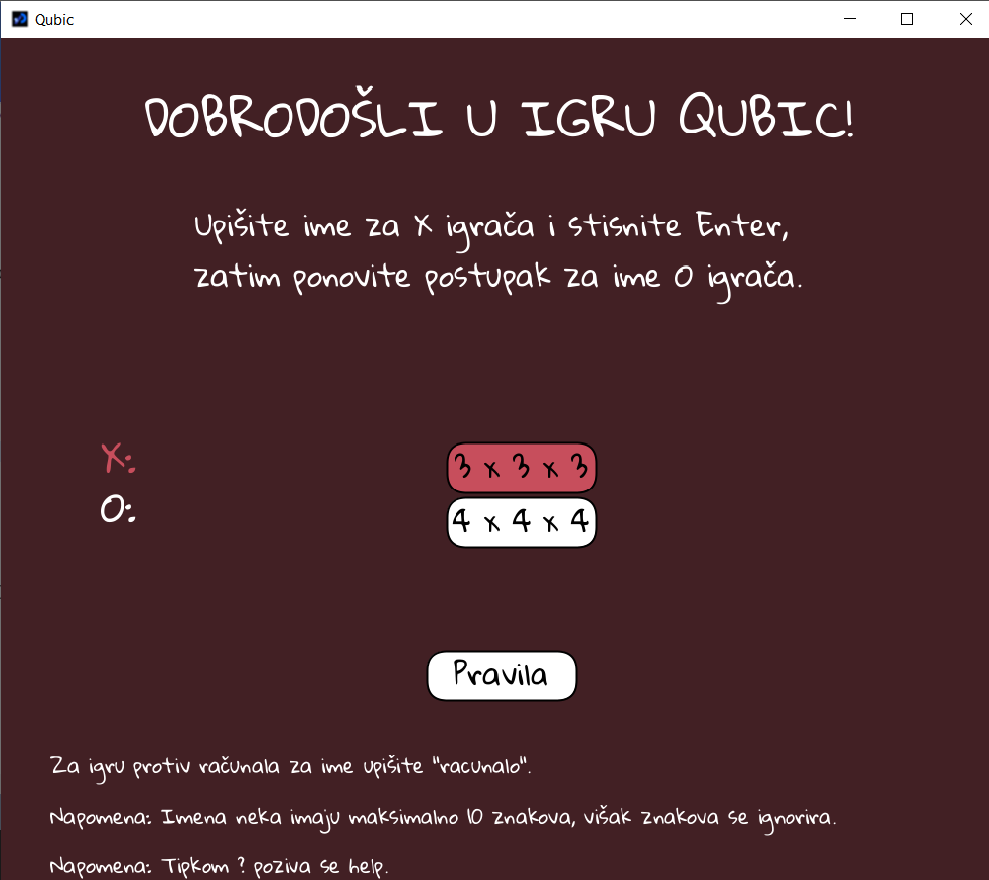 Qubic
DOBRODOŠLI U IGRU QUBIC!
Upišite ime za X igrača i stisnite Enter,
zatim ponovite postupak za ime O igrača.
X:
O:
3 x 3 x 3
4 x 4 x 4
Pravila
Za igru protiv računala za ime upišite "racunalo".
Napomena: Imena neka imaju maksimalno 10 znakova, višak znakova se ignorira.
Napomena: Tipkom ? poziva se help.